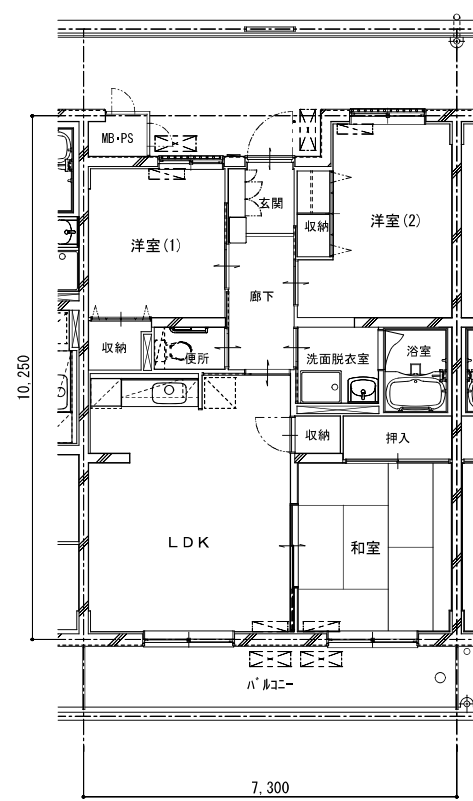 MB・PS
玄関
洋室(1)
収納
洋室(2)
廊下
収納
便所
洗面脱衣室
浴室
10,250
収納
押入
LDK
和室
バルコニー
7,300